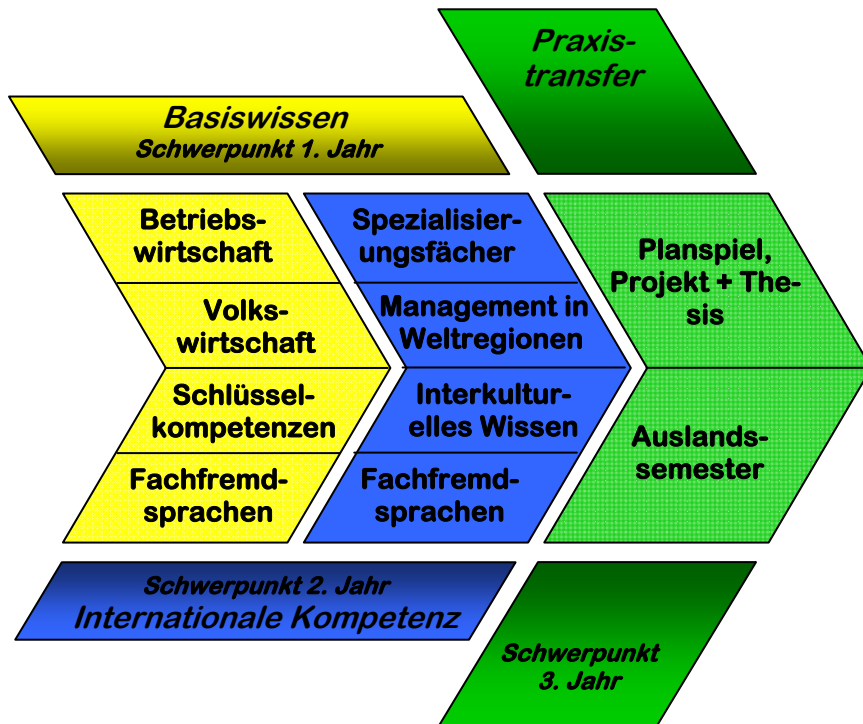 Praxis-
transfer
Basiswissen
Schwerpunkt 1. Jahr
Betriebs-
wirtschaft
Volks-
wirtschaft
Schlüssel-
kompetenzen
Fachfremd-
sprachen
Spezialisier-
ungsfächer
Management in
Weltregionen
Interkultur-
elles Wissen
Fachfremd-
sprachen
Planspiel,
Projekt + The-
sis
Auslands-
semester
Schwerpunkt 2. Jahr
Internationale Kompetenz
Schwerpunkt
3. Jahr